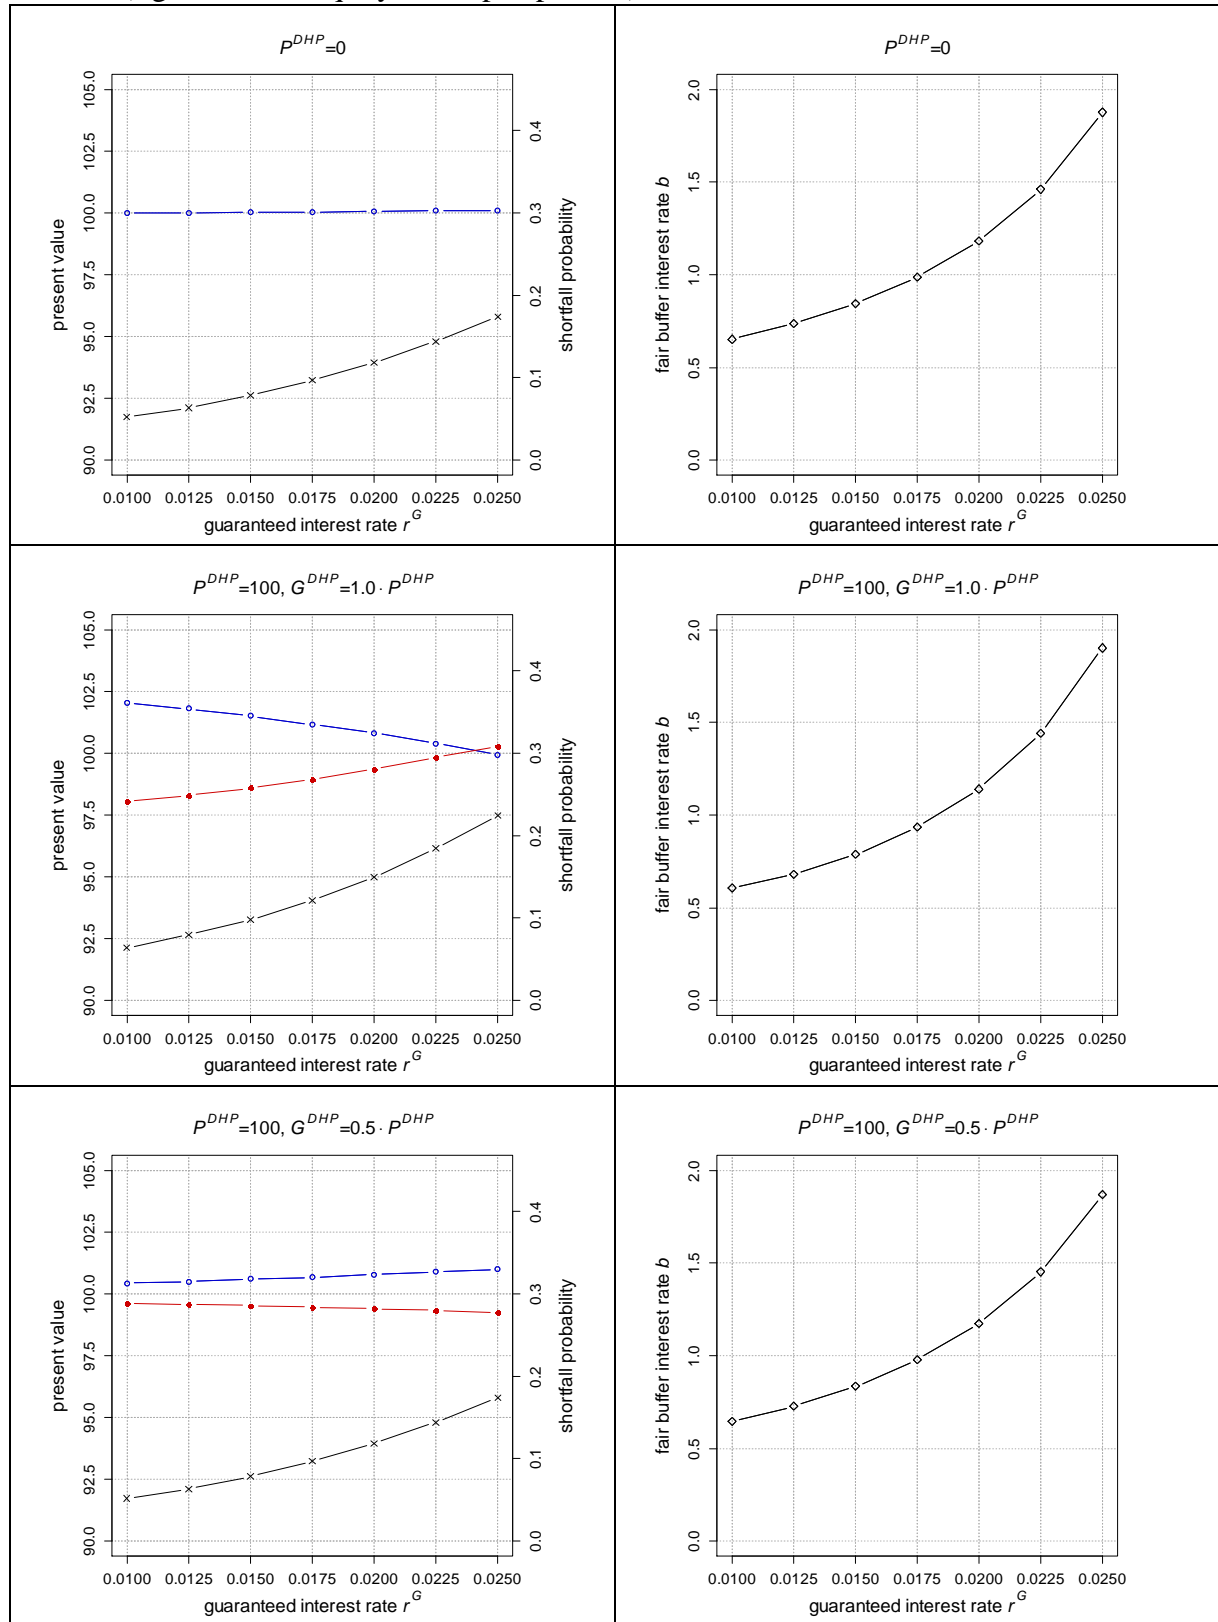 P^DHP=0
present value
shortfall probability
90.0 92.5 95.0 97.5 100.0 102.5 105.0
0.0 0.1 0.2 0.3 0.4
0.0100 0.0125 0.0150 0.0175 0.0200 0.0225 0.0250
guaranteed interest rate r^G
P^DHP=0
fair buffer interest rate b
0.0 0.5 1.0 1.5 2.0
0.0100 0.0125 0.0150 0.0175 0.0200 0.0225 0.0250
guaranteed interest rate r^G
P^DHP=100, G^DHP=1.0· P^DHP
present value
shortfall probability
90.0 92.5 95.0 97.5 100.0 102.5 105.0
0.0 0.1 0.2 0.3 0.4
0.0100 0.0125 0.0150 0.0175 0.0200 0.0225 0.0250
guaranteed interest rate r^G
P^DHP=100, G^DHP=1.0· P^DHP
fair buffer interest rate b
0.0 0.5 1.0 1.5 2.0
0.0100 0.0125 0.0150 0.0175 0.0200 0.0225 0.0250
guaranteed interest rate r^G
P^DHP=100, G^DHP=0.5· P^DHP
present value
shortfall probability
90.0 92.5 95.0 97.5 100.0 102.5 105.0
0.0 0.1 0.2 0.3 0.4
0.0100 0.0125 0.0150 0.0175 0.0200 0.0225 0.0250
guaranteed interest rate r^G
P^DHP=100, G^DHP=0.5· P^DHP
fair buffer interest rate b
0.0 0.5 1.0 1.5 2.0
0.0100 0.0125 0.0150 0.0175 0.0200 0.0225 0.0250
guaranteed interest rate r^G